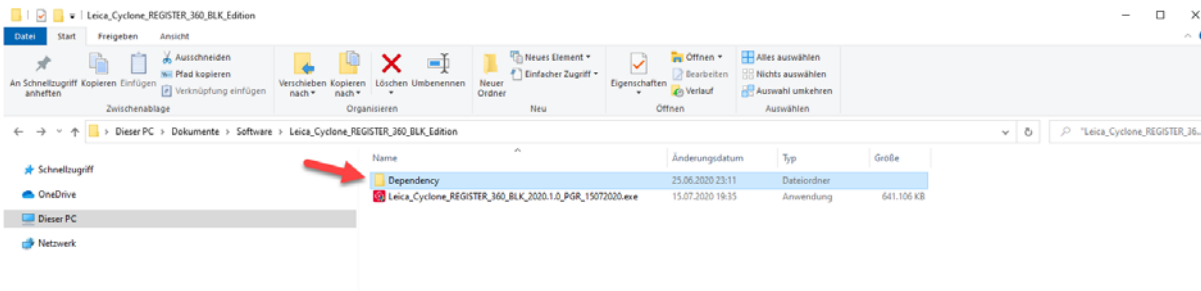 Leica_Cyclone_REGISTER_360_BLK_Edition
Datei Start Freigeben Ansicht
An Schnellzugriff anheften
Kopieren
Einfügen
Ausschneiden
Pfad kopieren
Verknüpfung einfügen
Zwischenablage
Verschieben nach
Kopieren nach
Löschen
Umbenennen
Organisieren
Neuer Ordner
Neues Element
Einfacher Zugriff
Neu
Eigenschaften
Öffnen
Bearbeiten
Verlauf
Öffnen
Alles auswählen
Nichts auswählen
Auswahl umkehren
Auswählen
Dieser PC > Dokumente > Software > Leica_Cyclone_REGISTER_360_BLK_Edition
"Leica_Cyclone_REGISTER_36...
Schnellzugriff
OneDrive
Dieser PC
Netzwerk
Name Änderungsdatum Typ Größe
Dependency 25.06.2020 23:11 Dateiordner
Leica_Cyclone_REGISTER_360_BLK_2020.1.0_PGR_15072020.exe 15.07.2020 19:35 Anwendung 641.106 KB